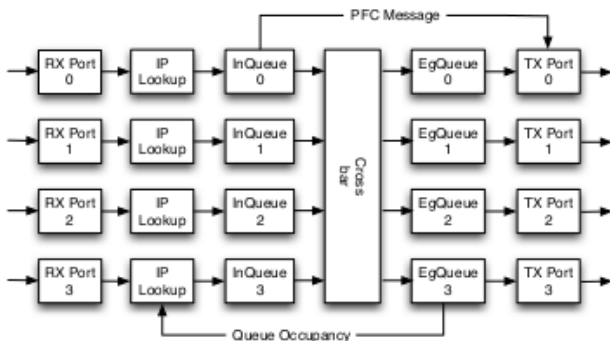 PFC Message
RX Port
0
IP
Lookup
InQueue
0
EgQueue
0
TX Port
0
RX Port
1
IP
Lookup
InQueue
1
EgQueue
1
TX Port
1
Cross
bar
RX Port
2
IP
Lookup
InQueue
2
EgQueue
2
TX Port
2
RX Port
3
IP
Lookup
InQueue
3
EgQueue
3
TX Port
3
Queue Occupancy